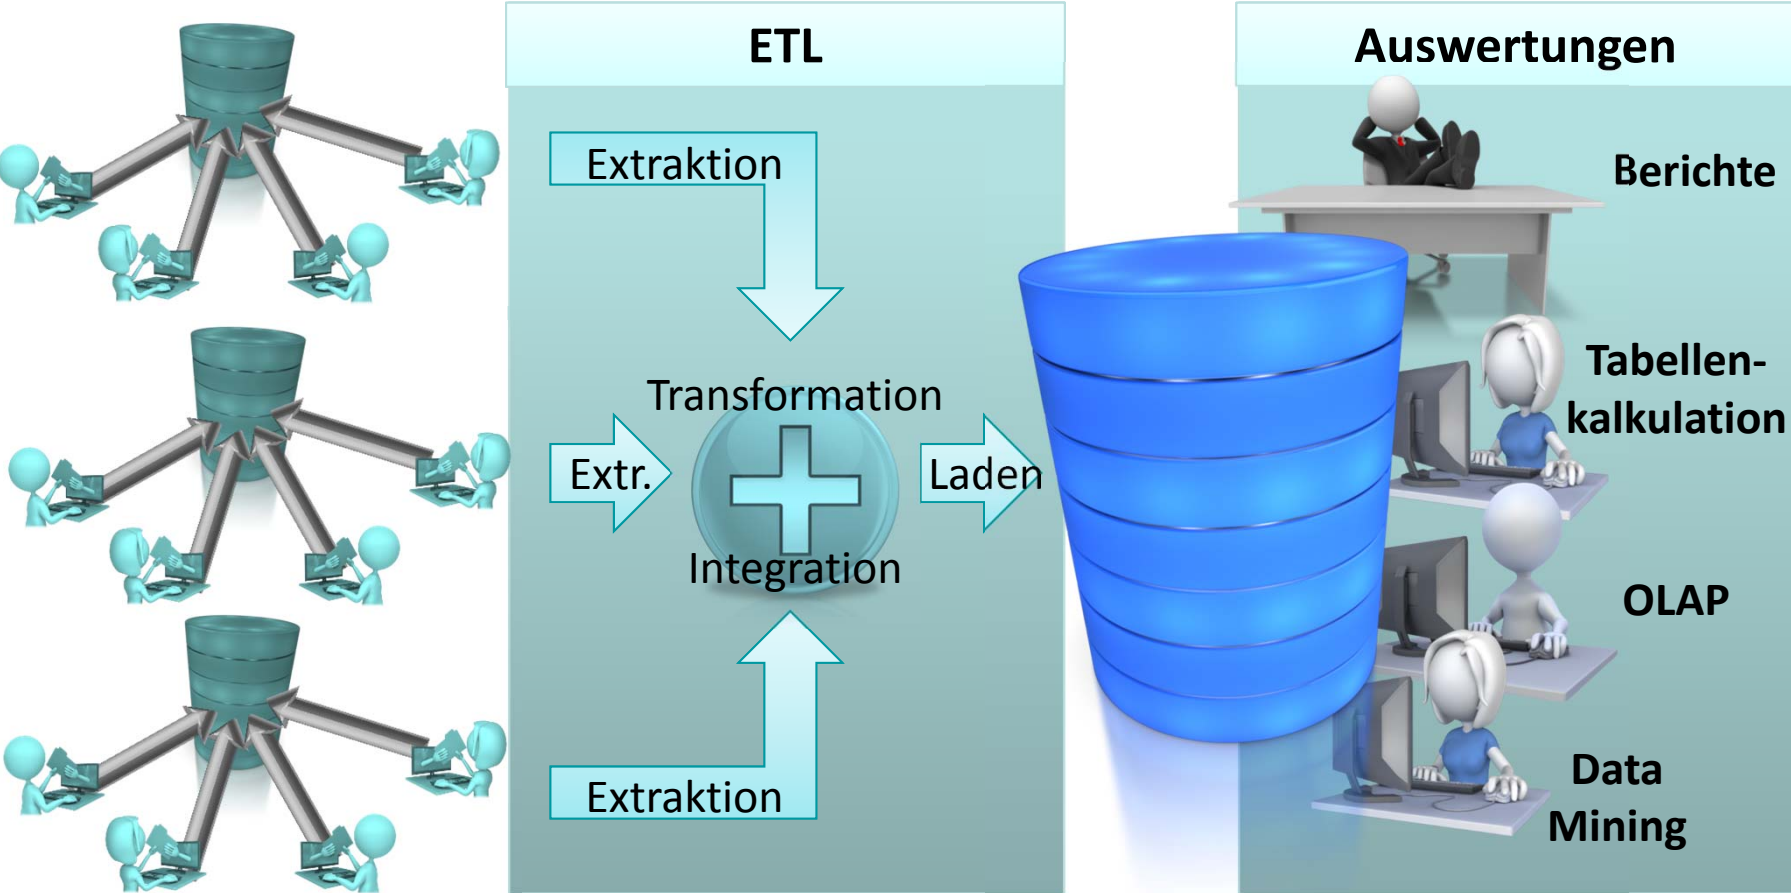 ETL
Extraktion
Transformation
Extr.
Laden
Integration
Extraktion
Auswertungen
Berichte
Tabellen-
kalkulation
OLAP
Data
Mining